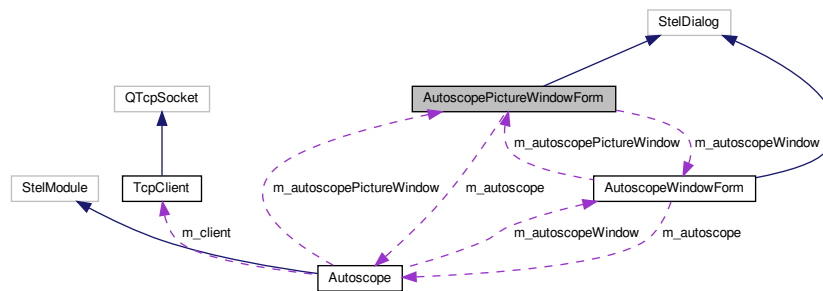 StelDialog
QTcpSocket
AutoscopePictureWindowForm
m_autoscopePictureWindow
m_autoscopeWindow
StelModule
TcpClient
m_autoscopePictureWindow
m_autoscope
AutoscopeWindowForm
m_client
m_autoscopeWindow
m_autoscope
Autoscope